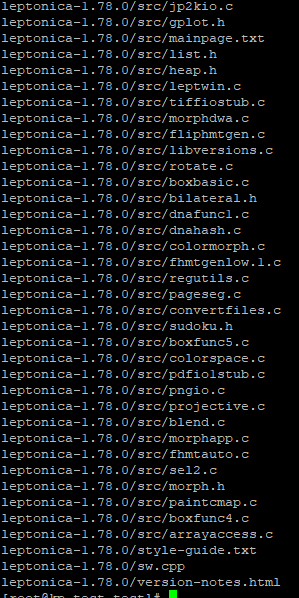 leptonica-1.78.0/src/jp2kio.c
leptonica-1.78.0/src/gplot.h
leptonica-1.78.0/src/mainpage.txt
leptonica-1.78.0/src/list.h
leptonica-1.78.0/src/heap.h
leptonica-1.78.0/src/leptwin.c
leptonica-1.78.0/src/tiffiostub.c
leptonica-1.78.0/src/morphdwa.c
leptonica-1.78.0/src/fliphmtgen.c
leptonica-1.78.0/src/libversions.c
leptonica-1.78.0/src/rotate.c
leptonica-1.78.0/src/boxbasic.c
leptonica-1.78.0/src/bilateral.h
leptonica-1.78.0/src/dnafunc1.c
leptonica-1.78.0/src/dnahash.c
leptonica-1.78.0/src/colormorph.c
leptonica-1.78.0/src/fhmtgenlow.1.c
leptonica-1.78.0/src/regutils.c
leptonica-1.78.0/src/pageseg.c
leptonica-1.78.0/src/convertfiles.c
leptonica-1.78.0/src/sudoku.h
leptonica-1.78.0/src/boxfunc5.c
leptonica-1.78.0/src/colorspace.c
leptonica-1.78.0/src/pdfio1stub.c
leptonica-1.78.0/src/pngio.c
leptonica-1.78.0/src/projective.c
leptonica-1.78.0/src/blend.c
leptonica-1.78.0/src/morphapp.c
leptonica-1.78.0/src/fhmtauto.c
leptonica-1.78.0/src/sel2.c
leptonica-1.78.0/src/morph.h
leptonica-1.78.0/src/paintcmap.c
leptonica-1.78.0/src/boxfunc4.c
leptonica-1.78.0/src/arrayaccess.c
leptonica-1.78.0/style-guide.txt
leptonica-1.78.0/sw.cpp
leptonica-1.78.0/version-notes.html
[root@kp-test test]#